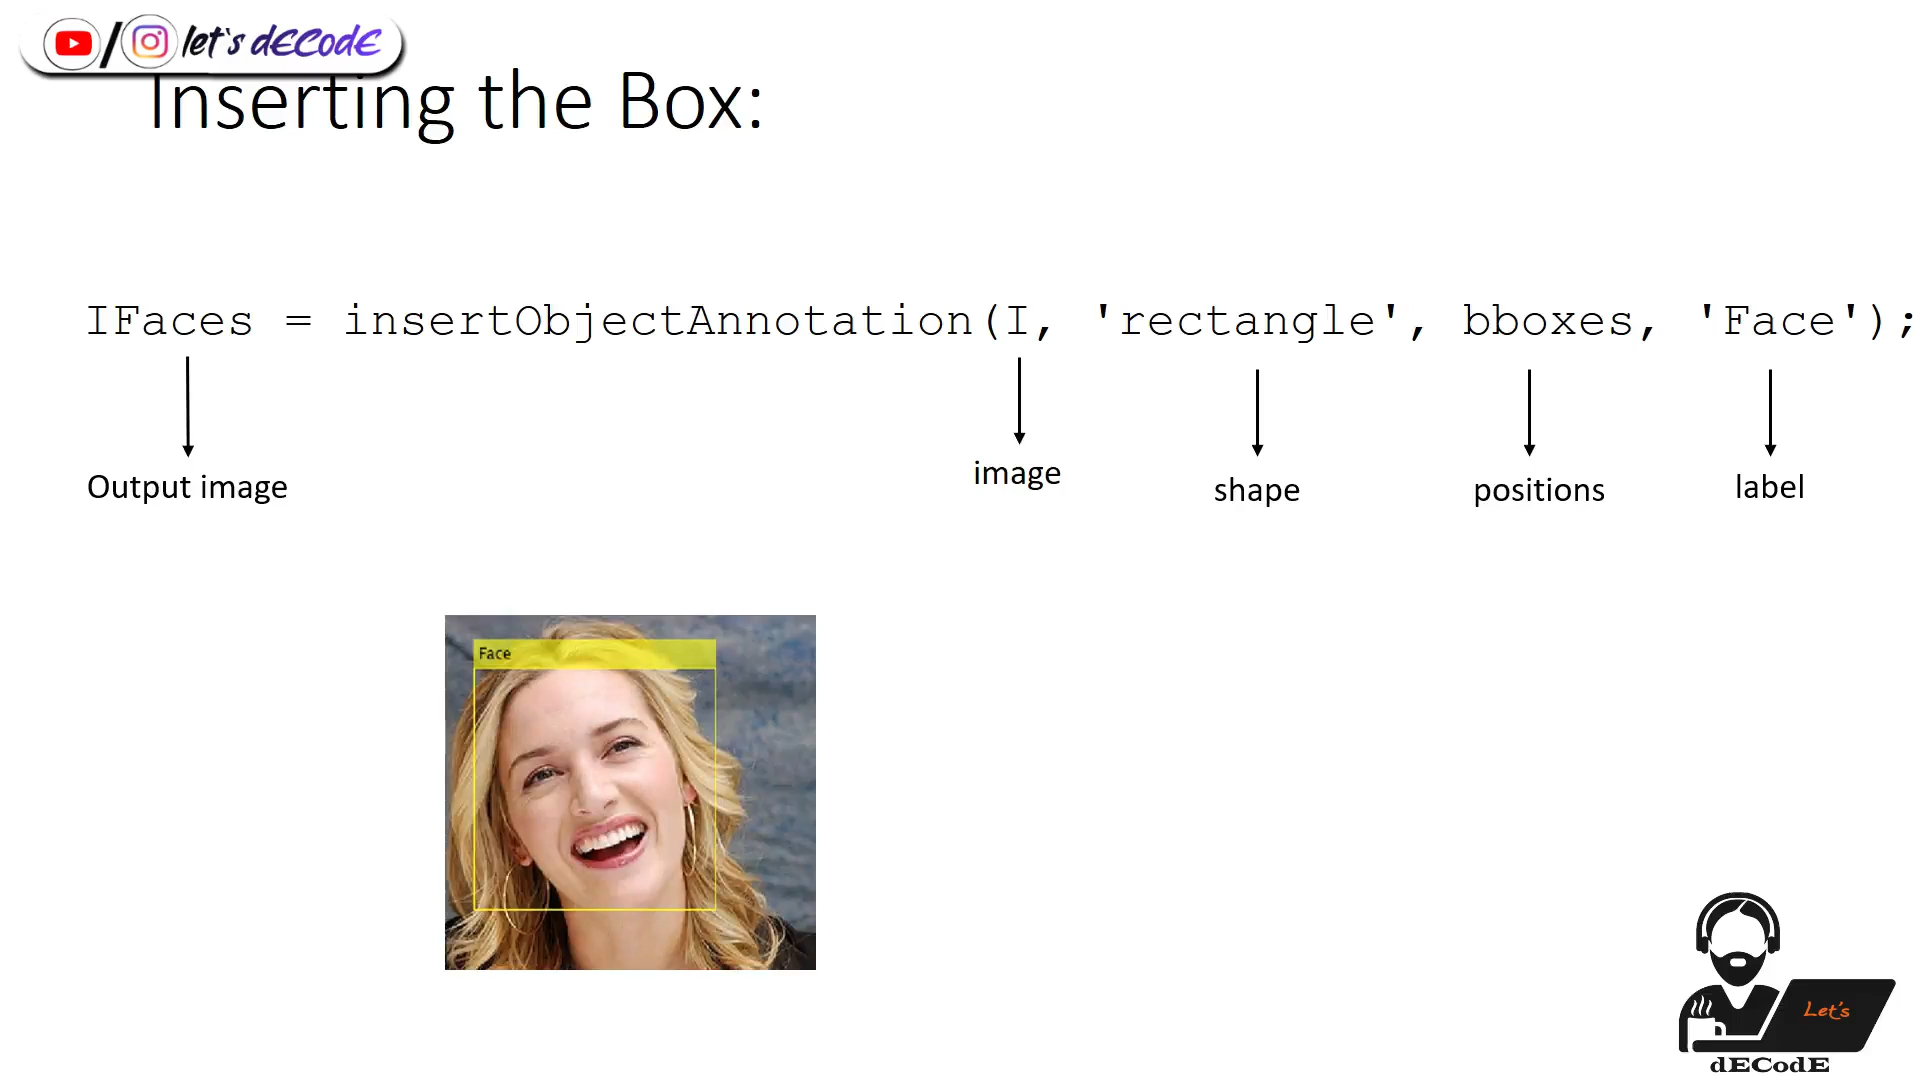 let's dECodE
Inserting the Box:
IFaces = insertObjectAnnotation(I, 'rectangle', bboxes, 'Face');
Output image
image
shape
positions
label
Face
Let's
dECodE